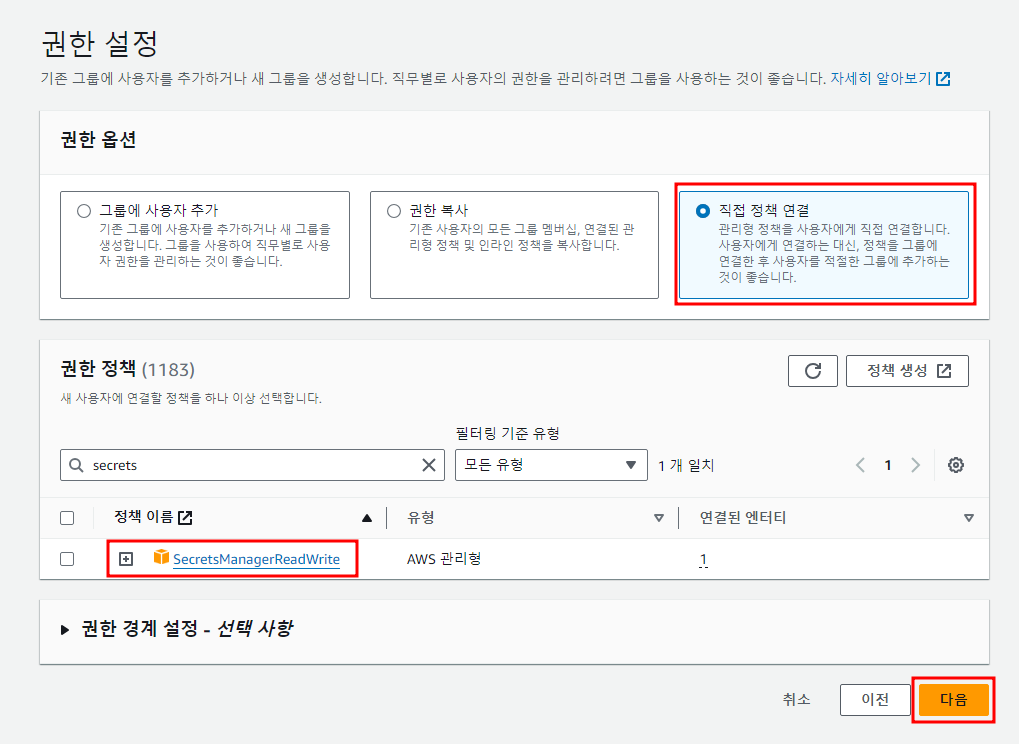 권한 설정
기존 그룹에 사용자를 추가하거나 새 그룹을 생성합니다. 직무별로 사용자의 권한을 관리하려면 그룹을 사용하는 것이 좋습니다. 자세히 알아보기
권한 옵션
그룹에 사용자 추가
기존 그룹에 사용자를 추가하거나 새 그룹을
생성합니다. 그룹을 사용하여 직무별로 사용
자 권한을 관리하는 것이 좋습니다.
권한 복사
기존 사용자의 모든 그룹 멤버십, 연결된 관
리형 정책 및 인라인 정책을 복사합니다.
직접 정책 연결
관리형 정책을 사용자에게 직접 연결합니다.
사용자에게 연결하는 대신, 정책을 그룹에
연결한 후 사용자를 적절한 그룹에 추가하는
것이 좋습니다.
권한 정책 (1183)
정책 생성
새 사용자에 연결할 정책을 하나 이상 선택합니다.
필터링 기준 유형
secrets
모든 유형
1 개 일치
1
정책 이름
유형
연결된 엔터티
SecretsManagerReadWrite
AWS 관리형
1
권한 경계 설정 - 선택 사항
취소
이전
다음